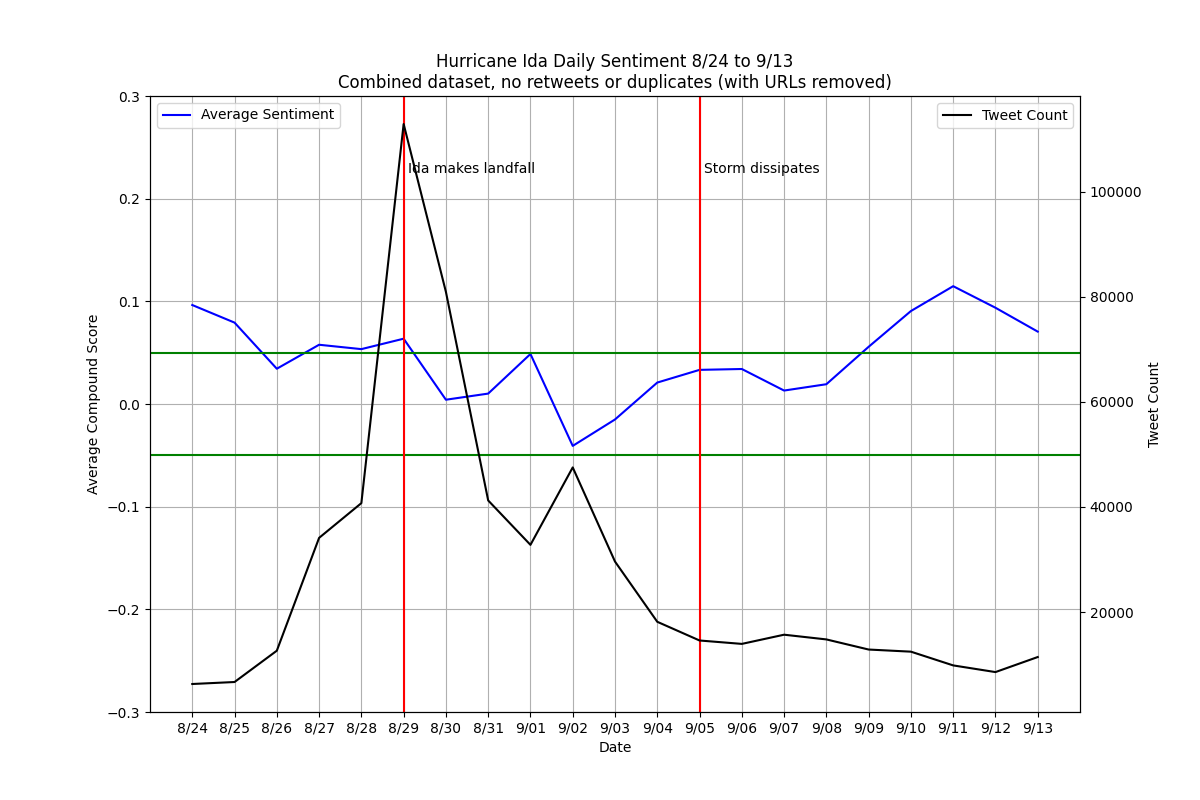 Hurricane Ida Daily Sentiment 8/24 to 9/13
Combined dataset, no retweets or duplicates (with URLs removed)
Average Sentiment
Tweet Count
Ida makes landfall
Storm dissipates
Average Compound Score
0.3
0.2
0.1
0.0
−0.1
−0.2
−0.3
100000
80000
60000
40000
20000
Tweet Count
8/24 8/25 8/26 8/27 8/28 8/29 8/30 8/31 9/01 9/02 9/03 9/04 9/05 9/06 9/07 9/08 9/09 9/10 9/11 9/12 9/13
Date